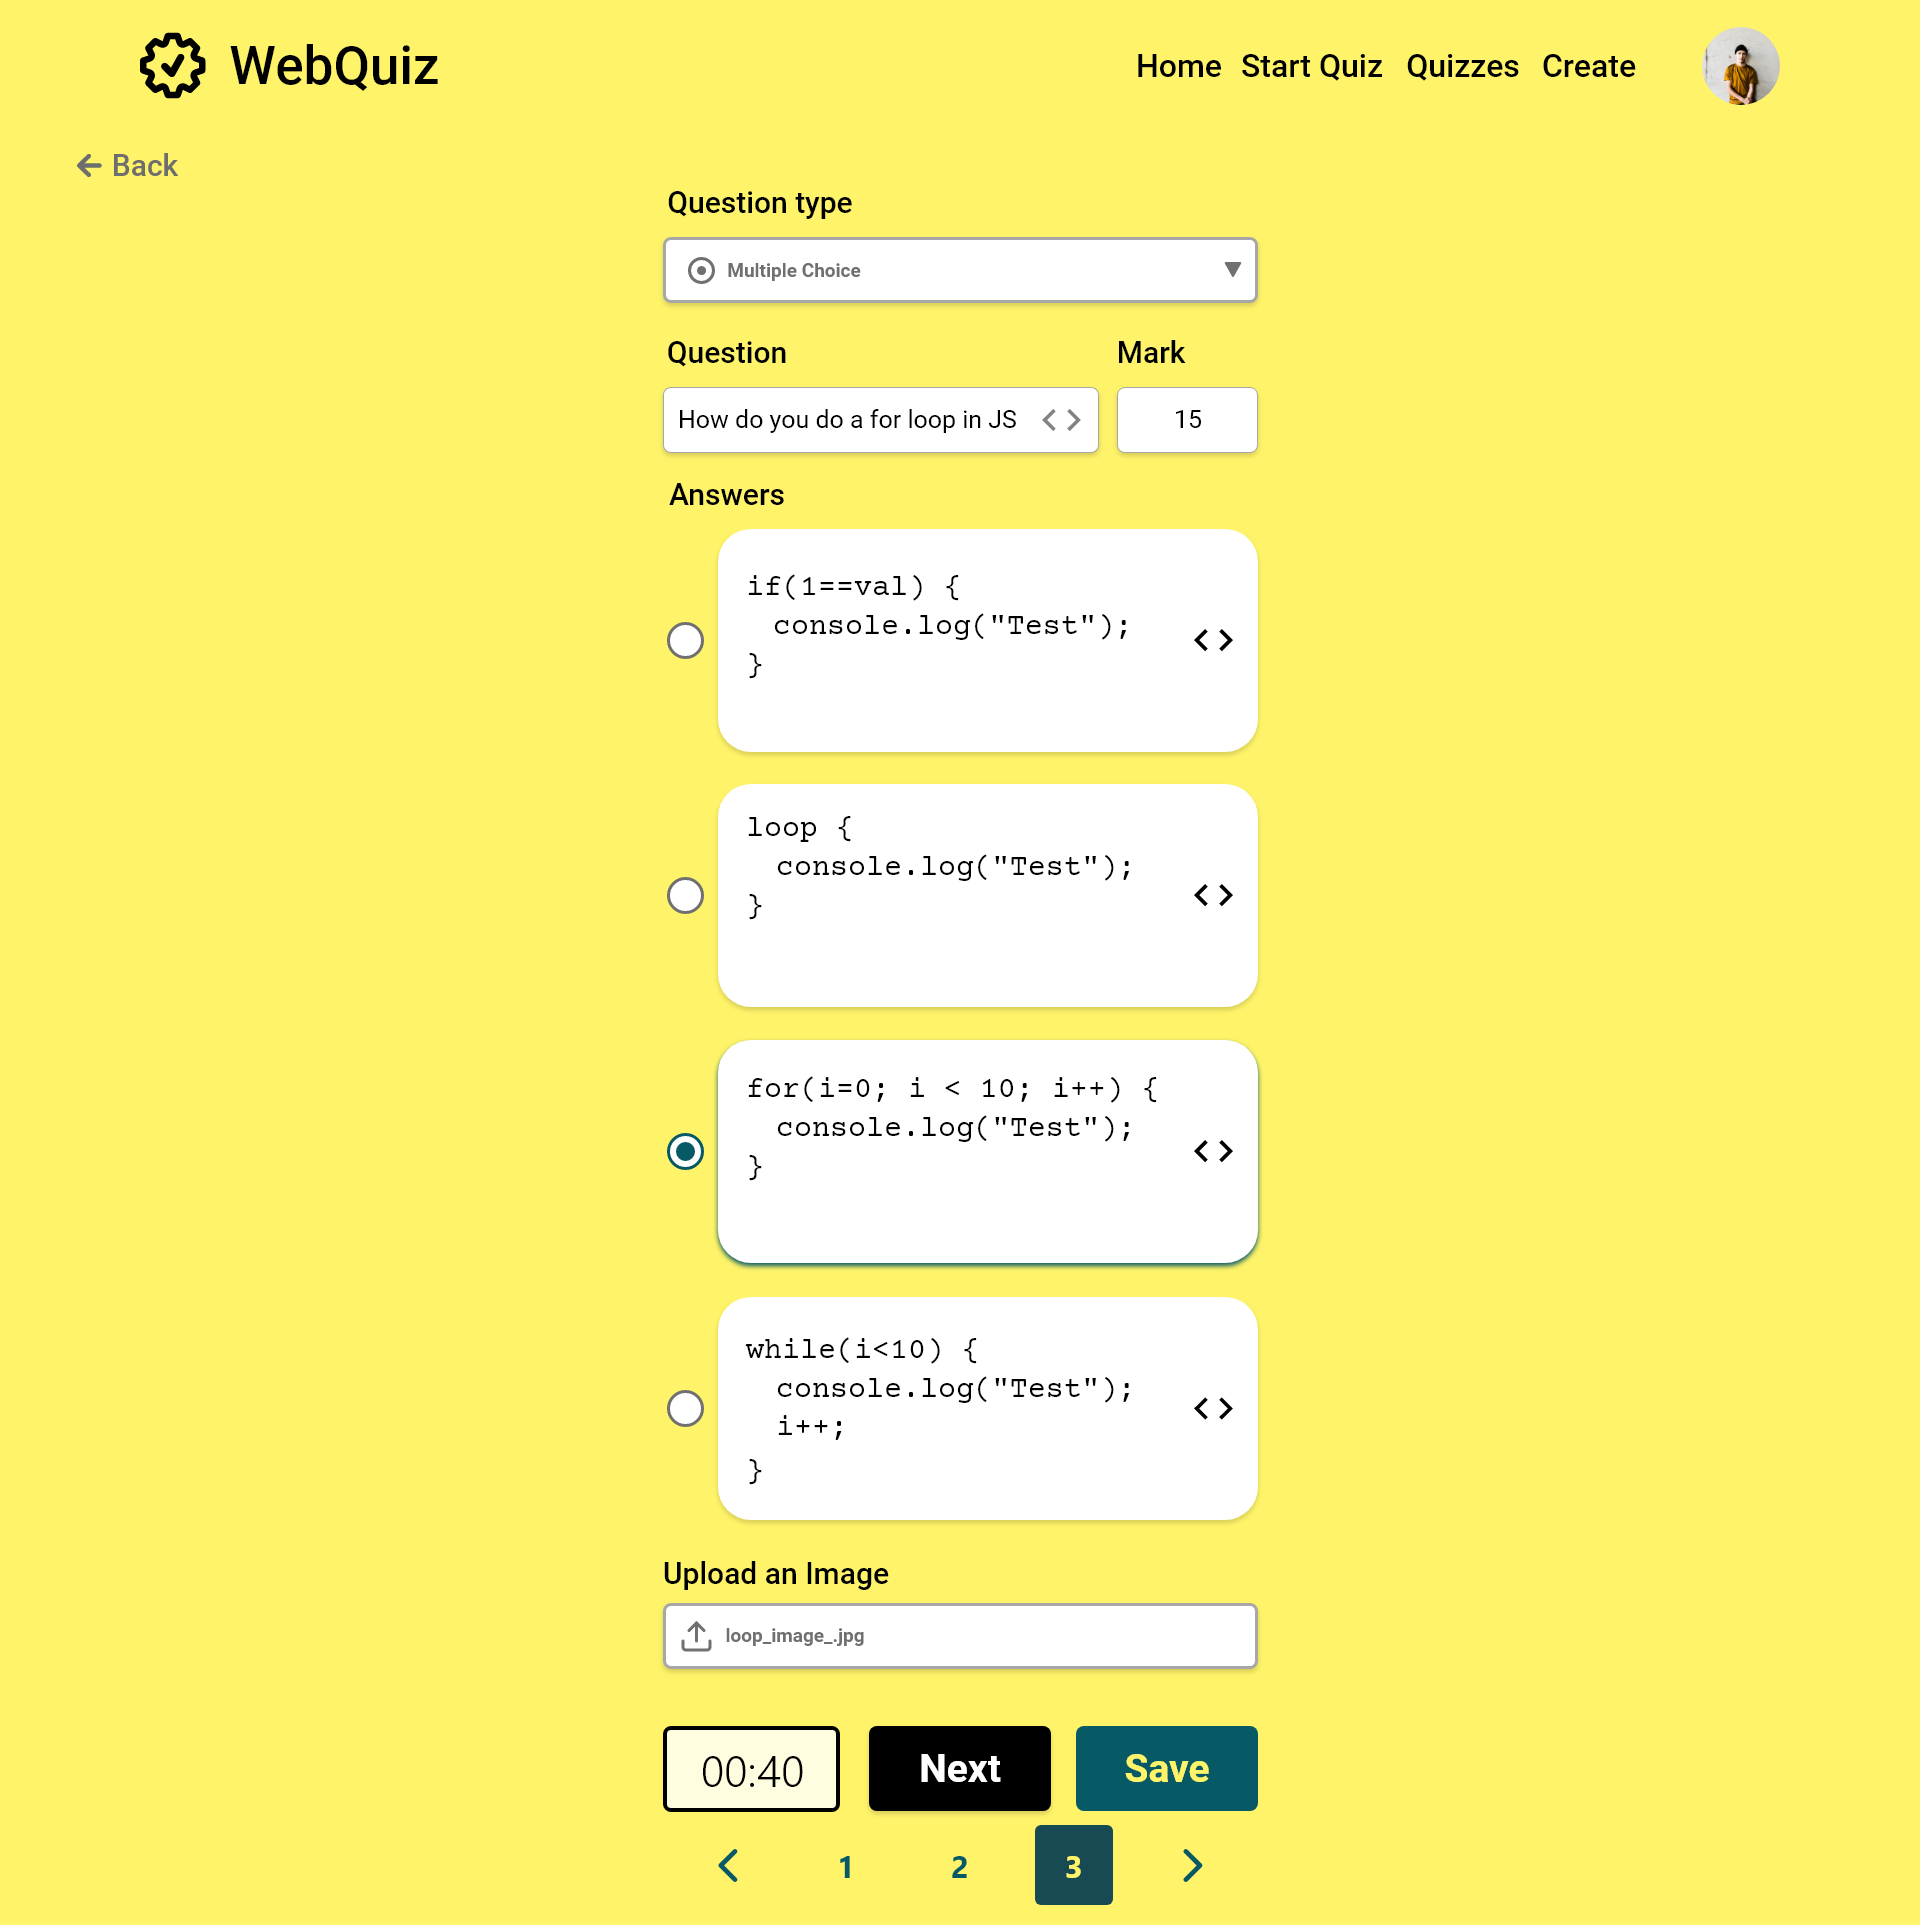 WebQuiz
Home Start Quiz Quizzes Create
Back
Question type
Multiple Choice
Question Mark
How do you do a for loop in JS 15
Answers
if(1==val) {
console.log("Test");
}
loop {
console.log("Test");
}
for(i=0; i < 10; i++) {
console.log("Test");
}
while(i<10) {
console.log("Test");
i++;
}
Upload an Image
loop_image_.jpg
00:40 Next Save
1 2 3